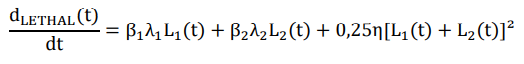 d_LETHAL(t)/dt = β₁λ₁L₁(t) + β₂λ₂L₂(t) + 0,25η[L₁(t) + L₂(t)]²